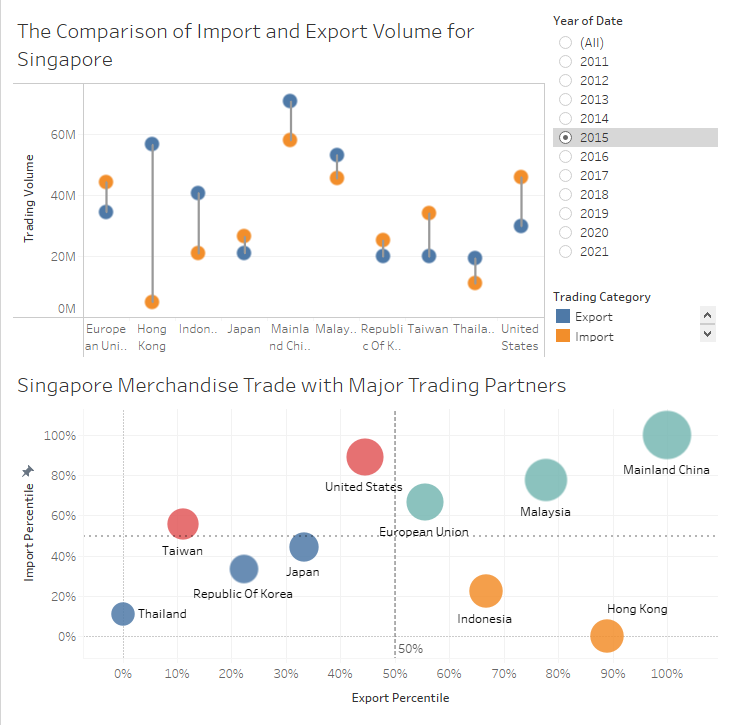 The Comparison of Import and Export Volume for
Singapore
Year of Date
(All)
2011
2012
2013
2014
2015
2016
2017
2018
2019
2020
2021
Trading Category
Export
Import
Trading Volume
60M
40M
20M
0M
Europe
an Uni..
Hong
Kong
Indon..
Japan
Mainla
nd Chi..
Malay..
Republi
c Of K..
Taiwan
Thaila..
United
States
Singapore Merchandise Trade with Major Trading Partners
Import Percentile
100%
80%
60%
40%
20%
0%
Mainland China
United States
Malaysia
European Union
Taiwan
Japan
Republic Of Korea
Thailand
Indonesia
Hong Kong
50%
0%
10%
20%
30%
40%
50%
60%
70%
80%
90%
100%
Export Percentile